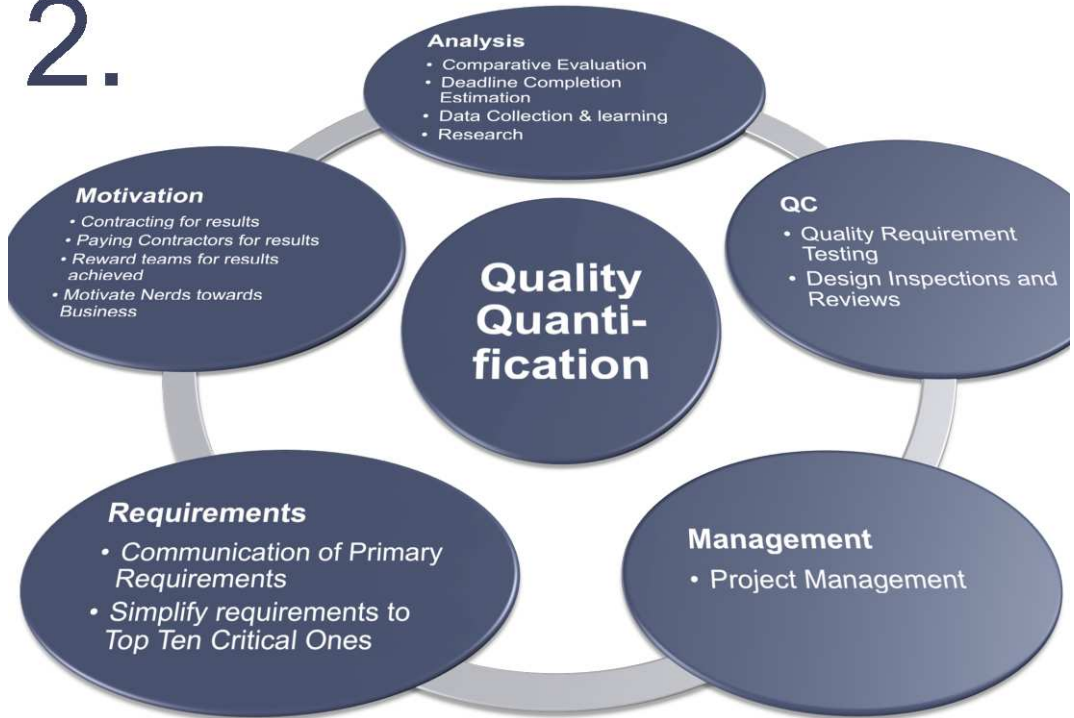 2.
Analysis
• Comparative Evaluation
• Deadline Completion
Estimation
• Data Collection & learning
• Research
Motivation
• Contracting for results
• Paying Contractors for results
• Reward teams for results
achieved
• Motivate Nerds towards
Business
QC
• Quality Requirement
Testing
• Design Inspections and
Reviews
Quality
Quanti-
fication
Requirements
• Communication of Primary
Requirements
• Simplify requirements to
Top Ten Critical Ones
Management
• Project Management